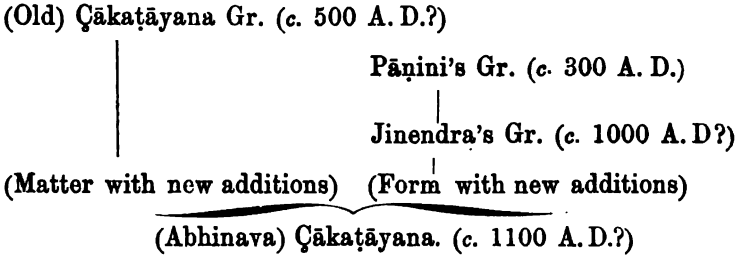 (Old) Çākaṭāyana Gr. (c. 500 A. D.?)
Pāṇini's Gr. (c. 300 A. D.)
Jinendra's Gr. (c. 1000 A. D?)
(Matter with new additions) (Form with new additions)
(Abhinava) Çākaṭāyana. (c. 1100 A. D.?)